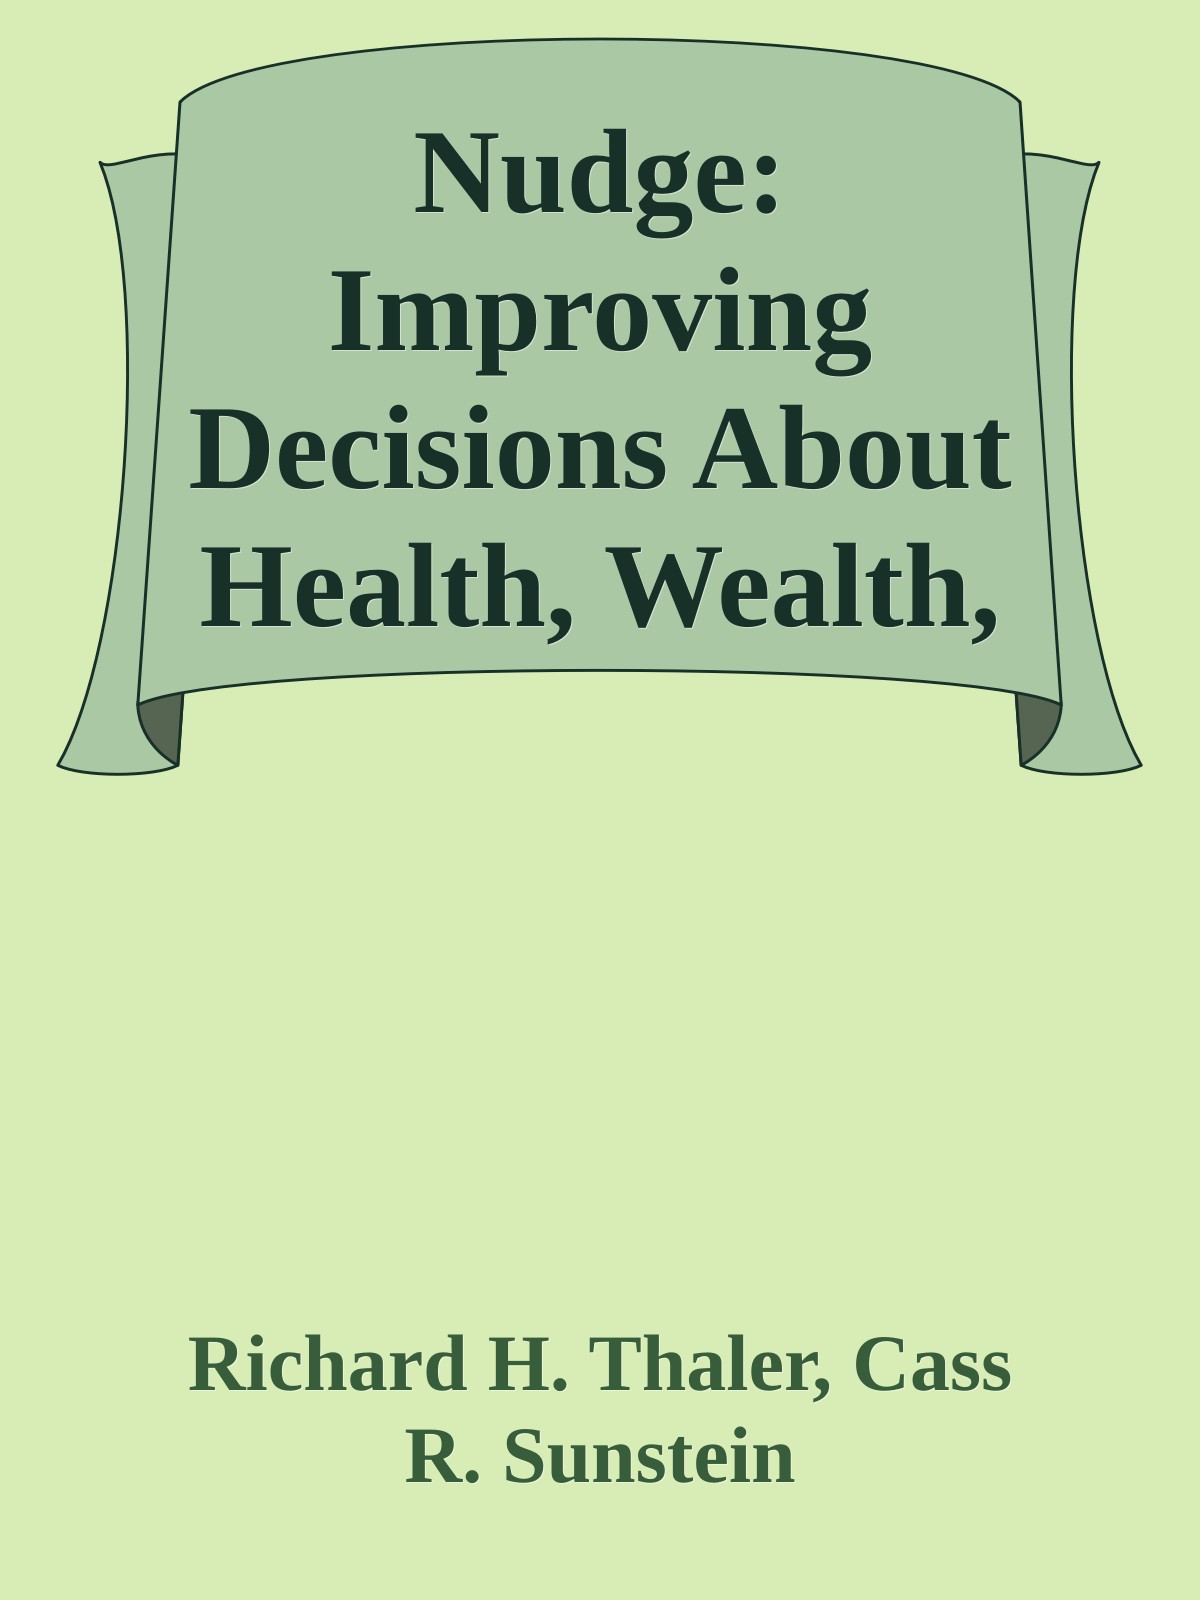 Nudge:
Improving
Decisions About
Health, Wealth,
Richard H. Thaler, Cass
R. Sunstein